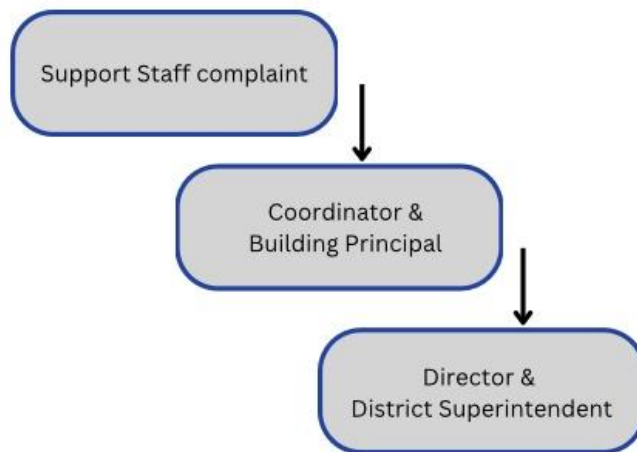 Support Staff complaint
Coordinator &
Building Principal
Director &
District Superintendent